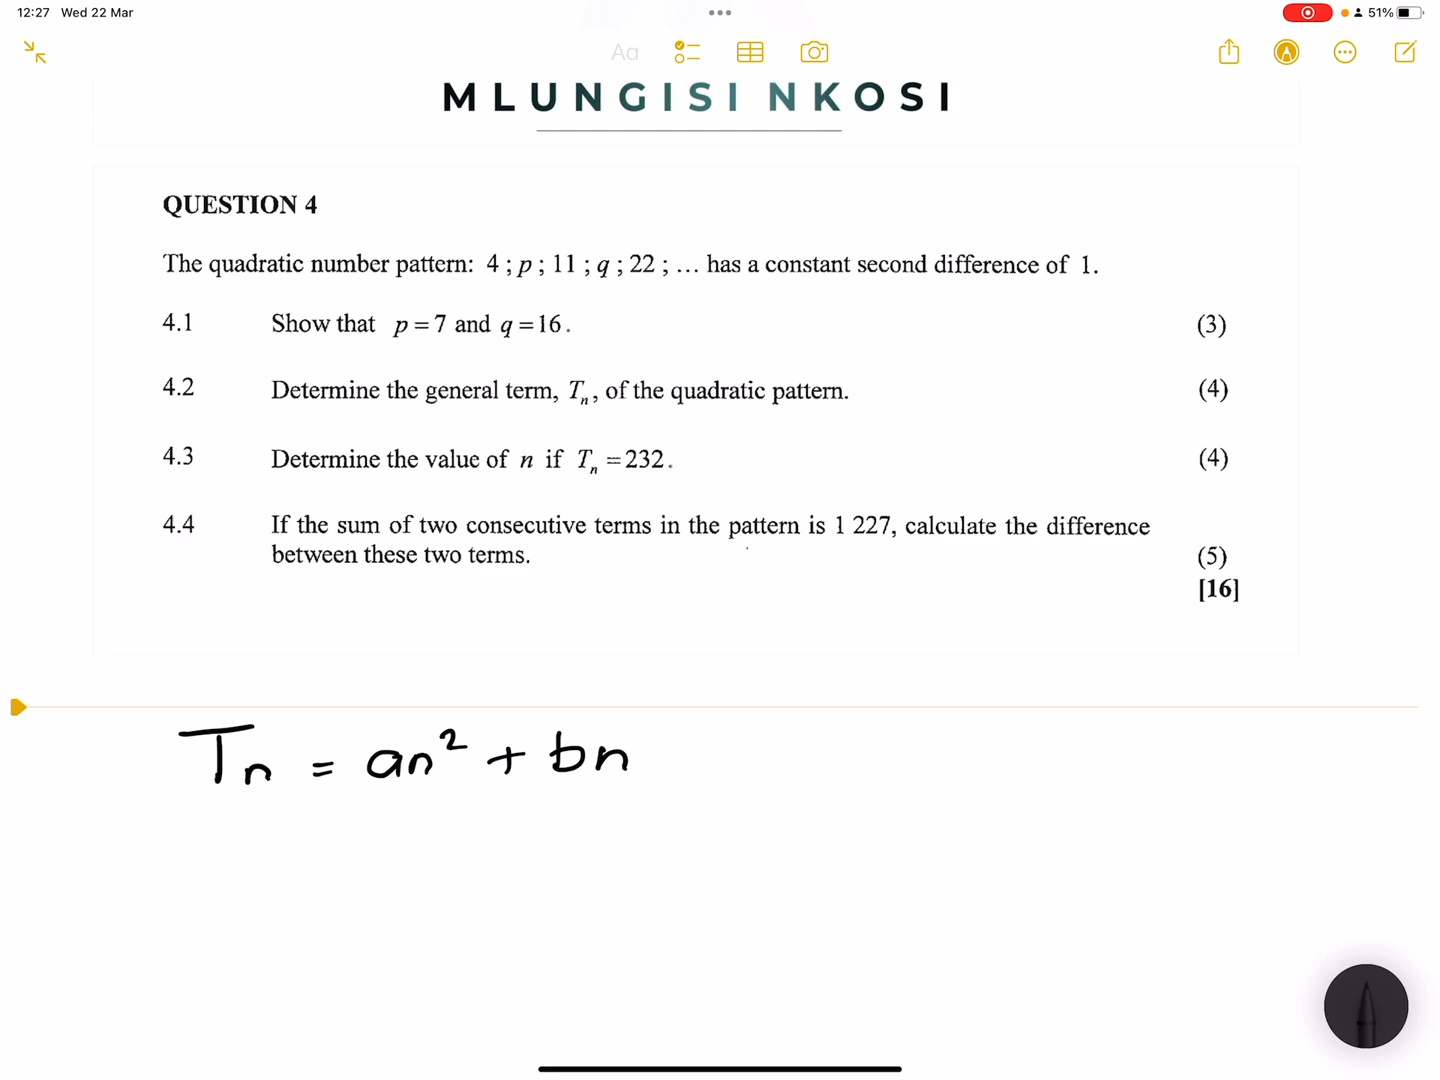 12:27 Wed 22 Mar
51%
Aa
MLUNGISI NKOSI
QUESTION 4
The quadratic number pattern: 4 ; p ; 11 ; q ; 22 ; … has a constant second difference of 1.
4.1 Show that p = 7 and q = 16. (3)
4.2 Determine the general term, Tₙ, of the quadratic pattern. (4)
4.3 Determine the value of n if Tₙ = 232. (4)
4.4 If the sum of two consecutive terms in the pattern is 1 227, calculate the difference
between these two terms. (5)
[16]
Tₙ = an² + bn